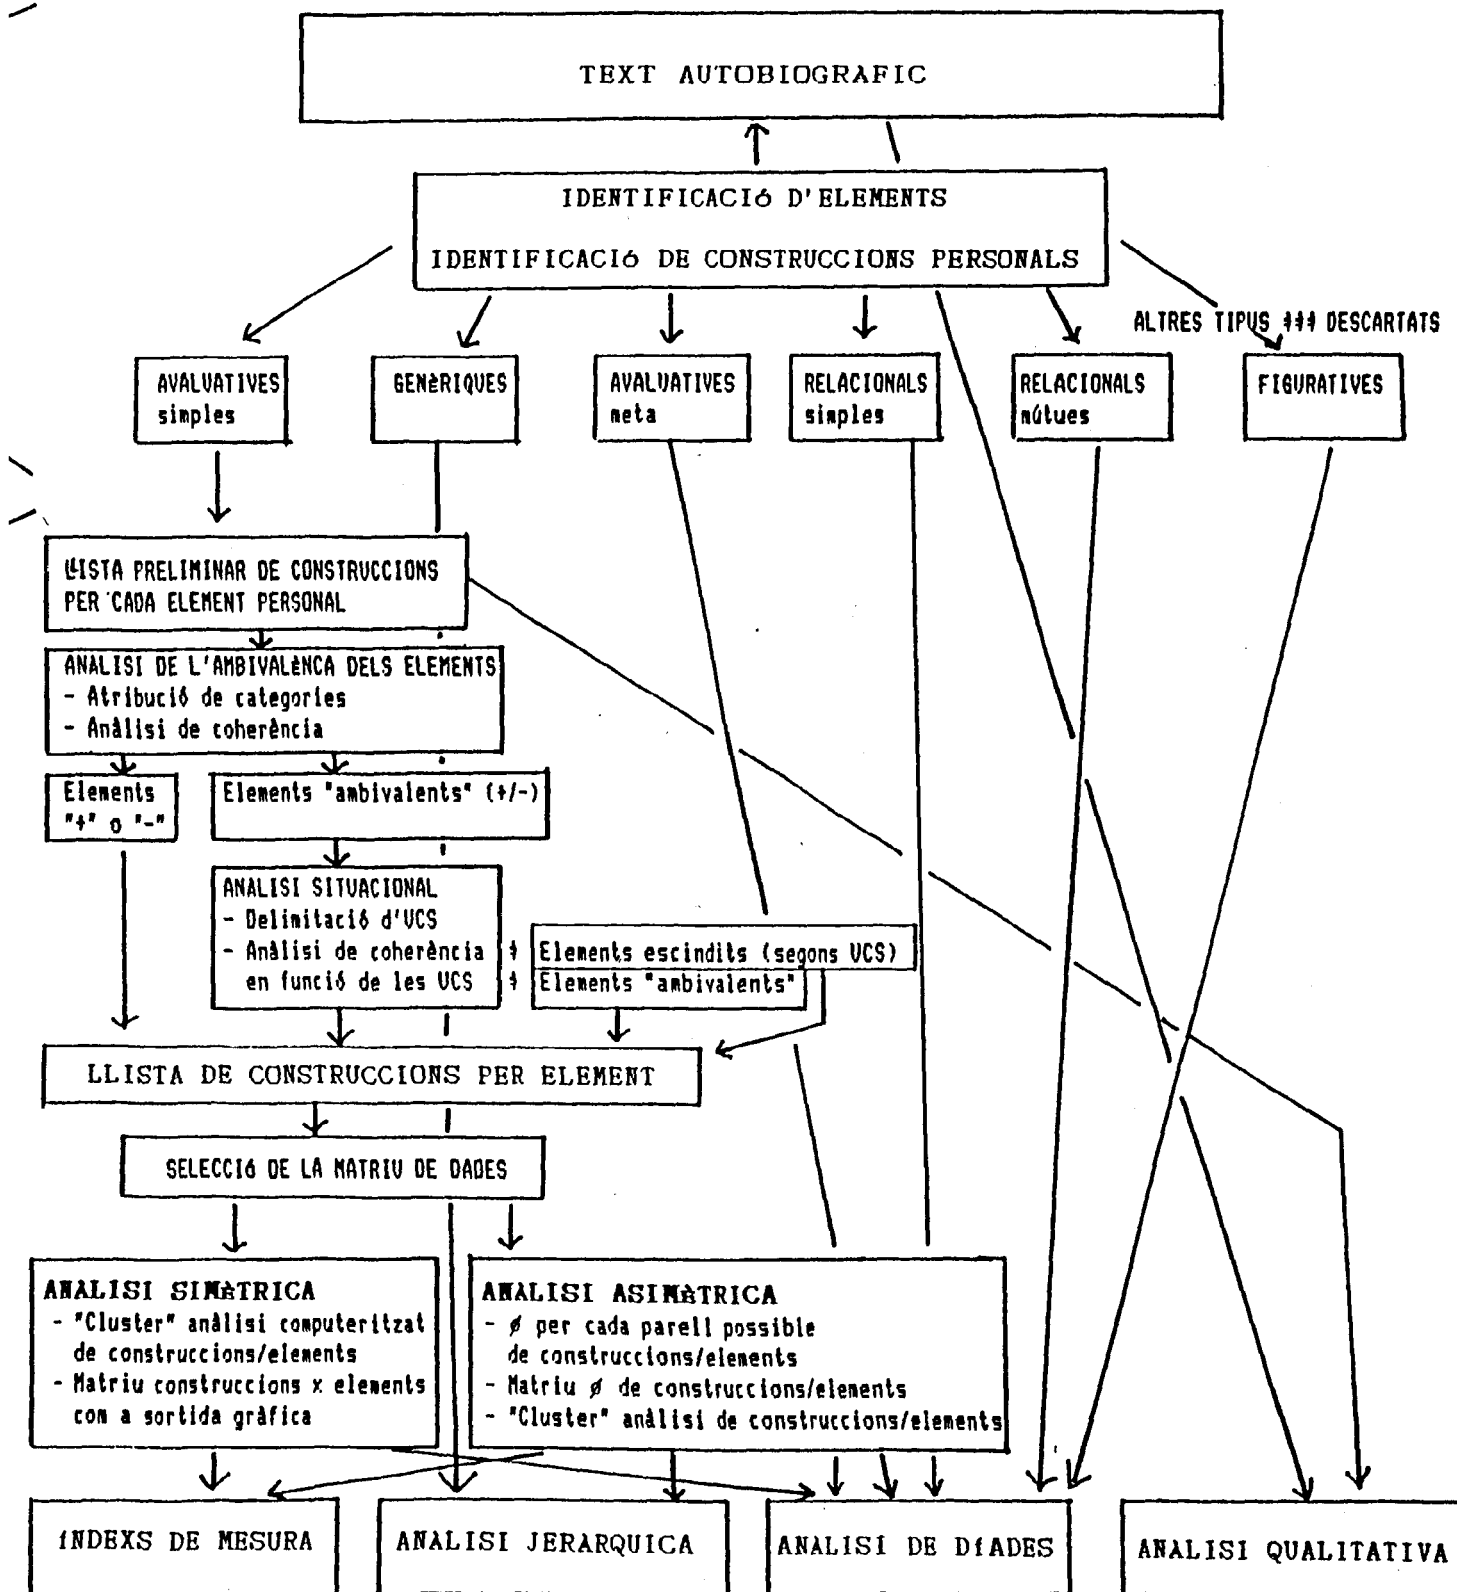 TEXT AUTOBIOGRAFIC
IDENTIFICACIó D'ELEMENTS
IDENTIFICACIó DE CONSTRUCCIONS PERSONALS
ALTRES TIPUS ‡‡‡ DESCARTATS
AVALUATIVES
simples
GENèRIQUES
AVALUATIVES
meta
RELACIONALS
simples
RELACIONALS
mútues
FIGURATIVES
LLISTA PRELIMINAR DE CONSTRUCCIONS
PER CADA ELEMENT PERSONAL
ANALISI DE L'AMBIVALèNCA DELS ELEMENTS
- Atribució de categories
- Anàlisi de coherència
Elements
"+" o "-"
Elements "ambivalents" (+/-)
ANALISI SITUACIONAL
- Delimitació d'UCS
- Anàlisi de coherència ‡
en funció de les UCS ‡
Elements escindits (segons UCS)
Elements "ambivalents"
LLISTA DE CONSTRUCCIONS PER ELEMENT
SELECCIó DE LA MATRIU DE DADES
ANALISI SIMèTRICA
- "Cluster" anàlisi computeritzat
de construccions/elements
- Matriu construccions x elements
com a sortida gràfica
ANALISI ASIMèTRICA
- ø per cada parell possible
de construccions/elements
- Matriu ø de construccions/elements
- "Cluster" anàlisi de construccions/elements
íNDEXS DE MESURA
ANALISI JERARQUICA
ANALISI DE DíADES
ANALISI QUALITATIVA